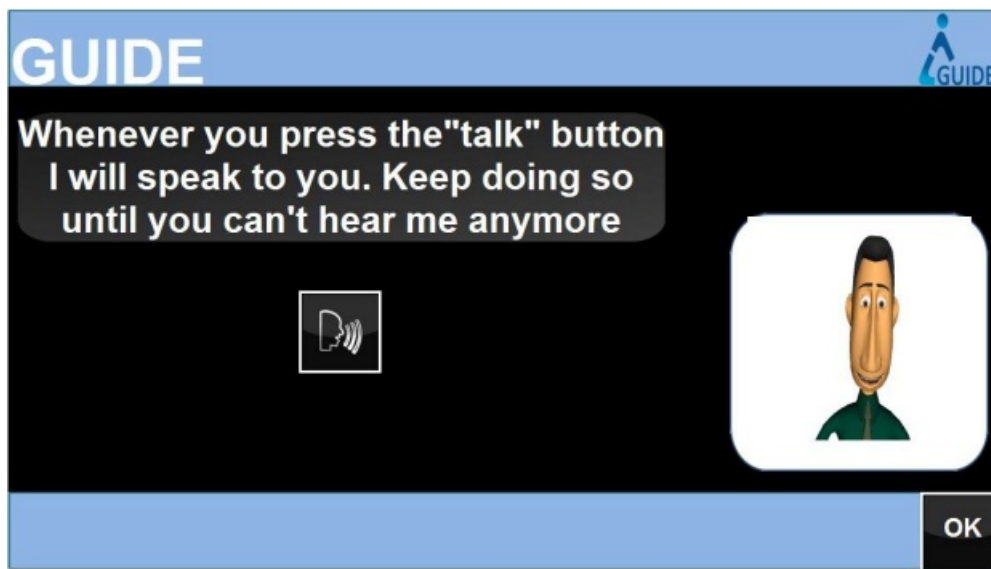 GUIDE
GUIDE
Whenever you press the"talk" button
I will speak to you. Keep doing so
until you can't hear me anymore
OK